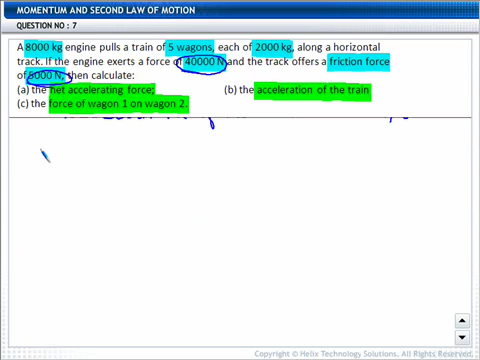 MOMENTUM AND SECOND LAW OF MOTION
QUESTION NO : 7
A 8000 kg engine pulls a train of 5 wagons, each of 2000 kg, along a horizontal
track. If the engine exerts a force of 40000 N and the track offers a friction force
of 5000 N, then calculate:
(a) the net accelerating force; (b) the acceleration of the train
(c) the force of wagon 1 on wagon 2.
Copyright © Helix Technology Solutions. All Rights Reserved.